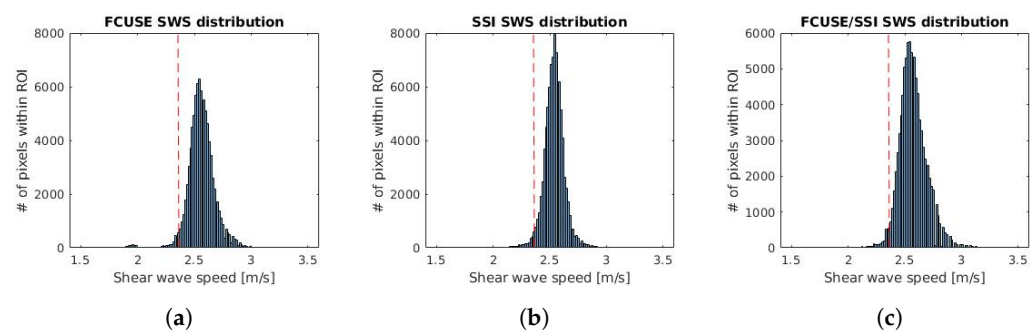 FCUSE SWS distribution
8000
6000
4000
2000
0
# of pixels within ROI
1.5 2 2.5 3 3.5
Shear wave speed [m/s]
(a)
SSI SWS distribution
8000
6000
4000
2000
0
# of pixels within ROI
1.5 2 2.5 3 3.5
Shear wave speed [m/s]
(b)
FCUSE/SSI SWS distribution
6000
5000
4000
3000
2000
1000
0
# of pixels within ROI
1.5 2 2.5 3 3.5
Shear wave speed [m/s]
(c)